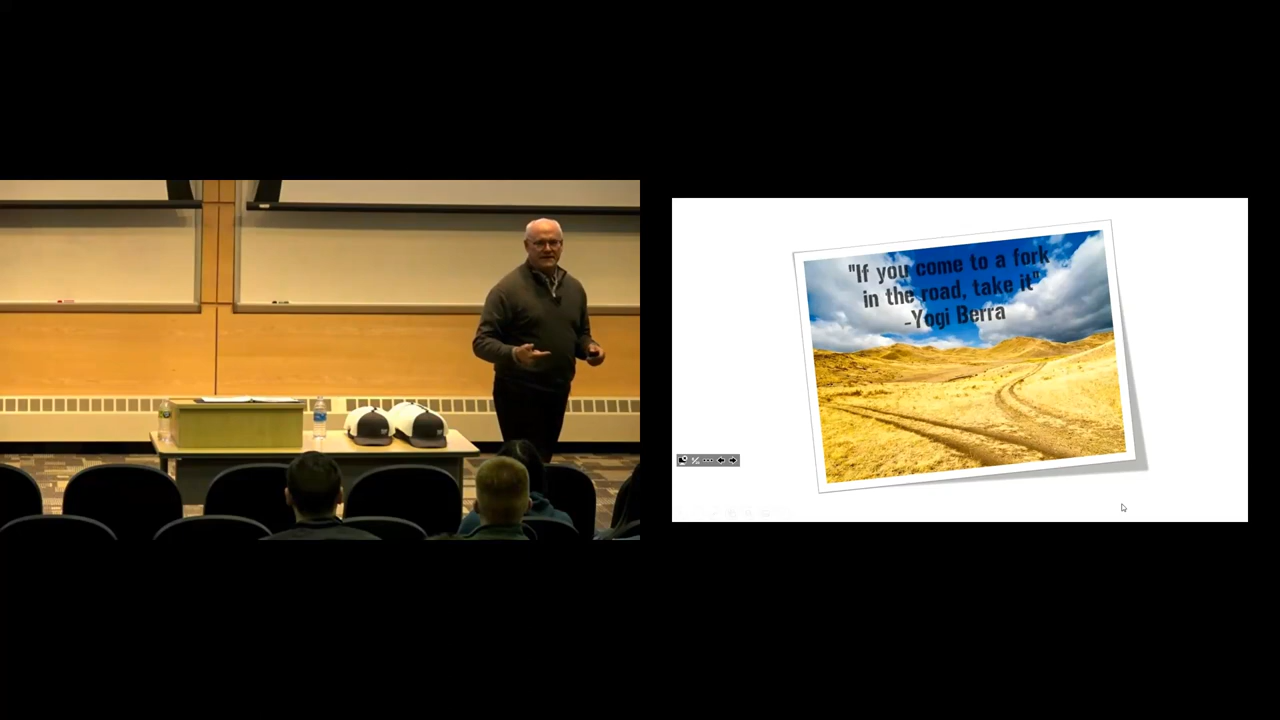 "If you come to a fork
in the road, take it"
-Yogi Berra